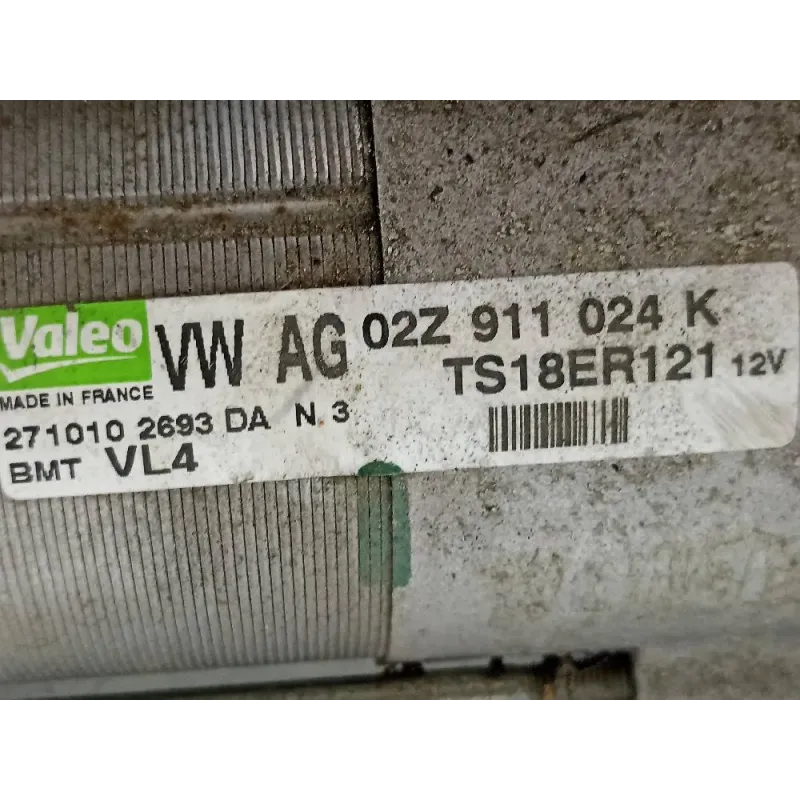 Valeo VW AG 02Z 911 024 K
MADE IN FRANCE TS18ER121 12V
271010 2693 DA N. 3
BMT VL4